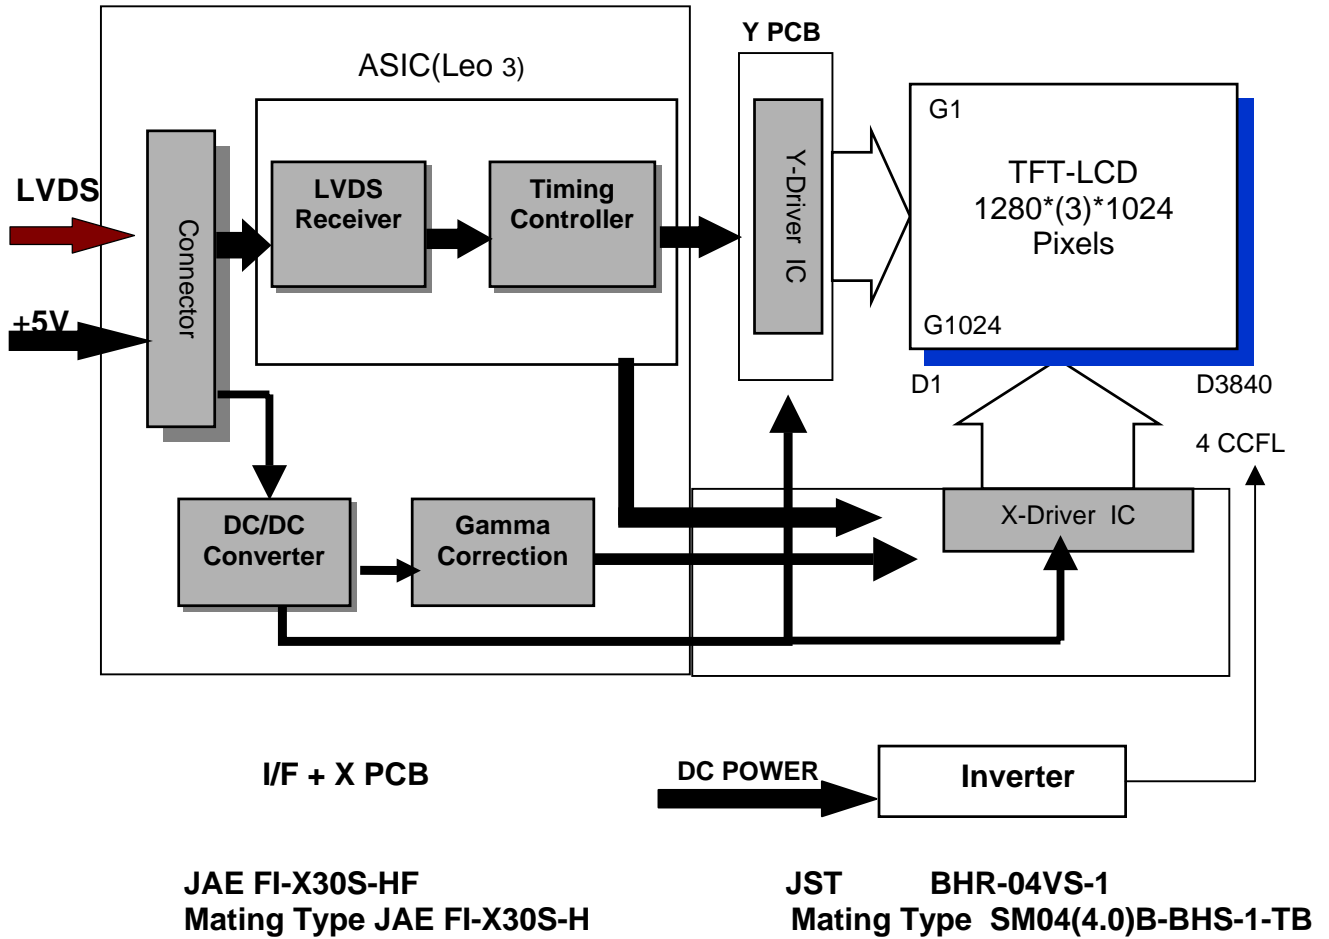 Y PCB
ASIC(Leo 3)
G1
TFT-LCD
1280*(3)*1024
Pixels
G1024
D1
D3840
4 CCFL
LVDS
+5V
Connector
LVDS
Receiver
Timing
Controller
Y-Driver IC
DC/DC
Converter
Gamma
Correction
X-Driver IC
I/F + X PCB
DC POWER
Inverter
JAE FI-X30S-HF
Mating Type JAE FI-X30S-H
JST BHR-04VS-1
Mating Type SM04(4.0)B-BHS-1-TB